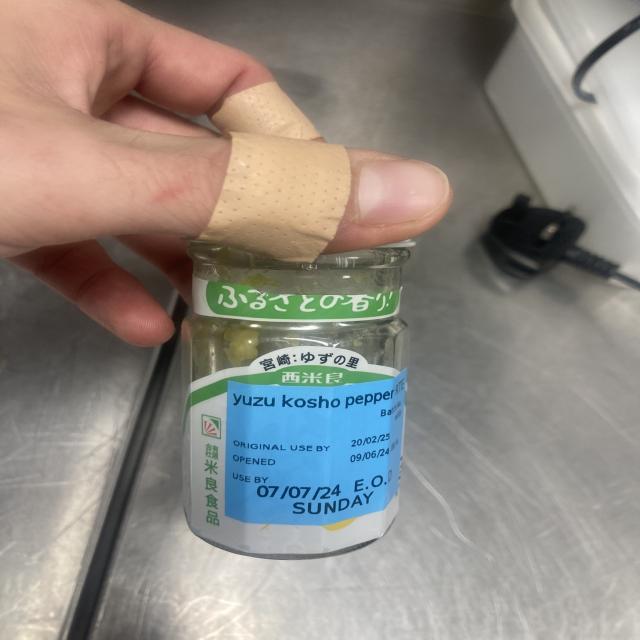 ふるさとの香り!
宮崎:ゆずの里
西米良
yuzu kosho pepper
ORIGINAL USE BY 20/02/25
OPENED 09/06/24
USE BY
07/07/24 E.O.
SUNDAY
米良食品